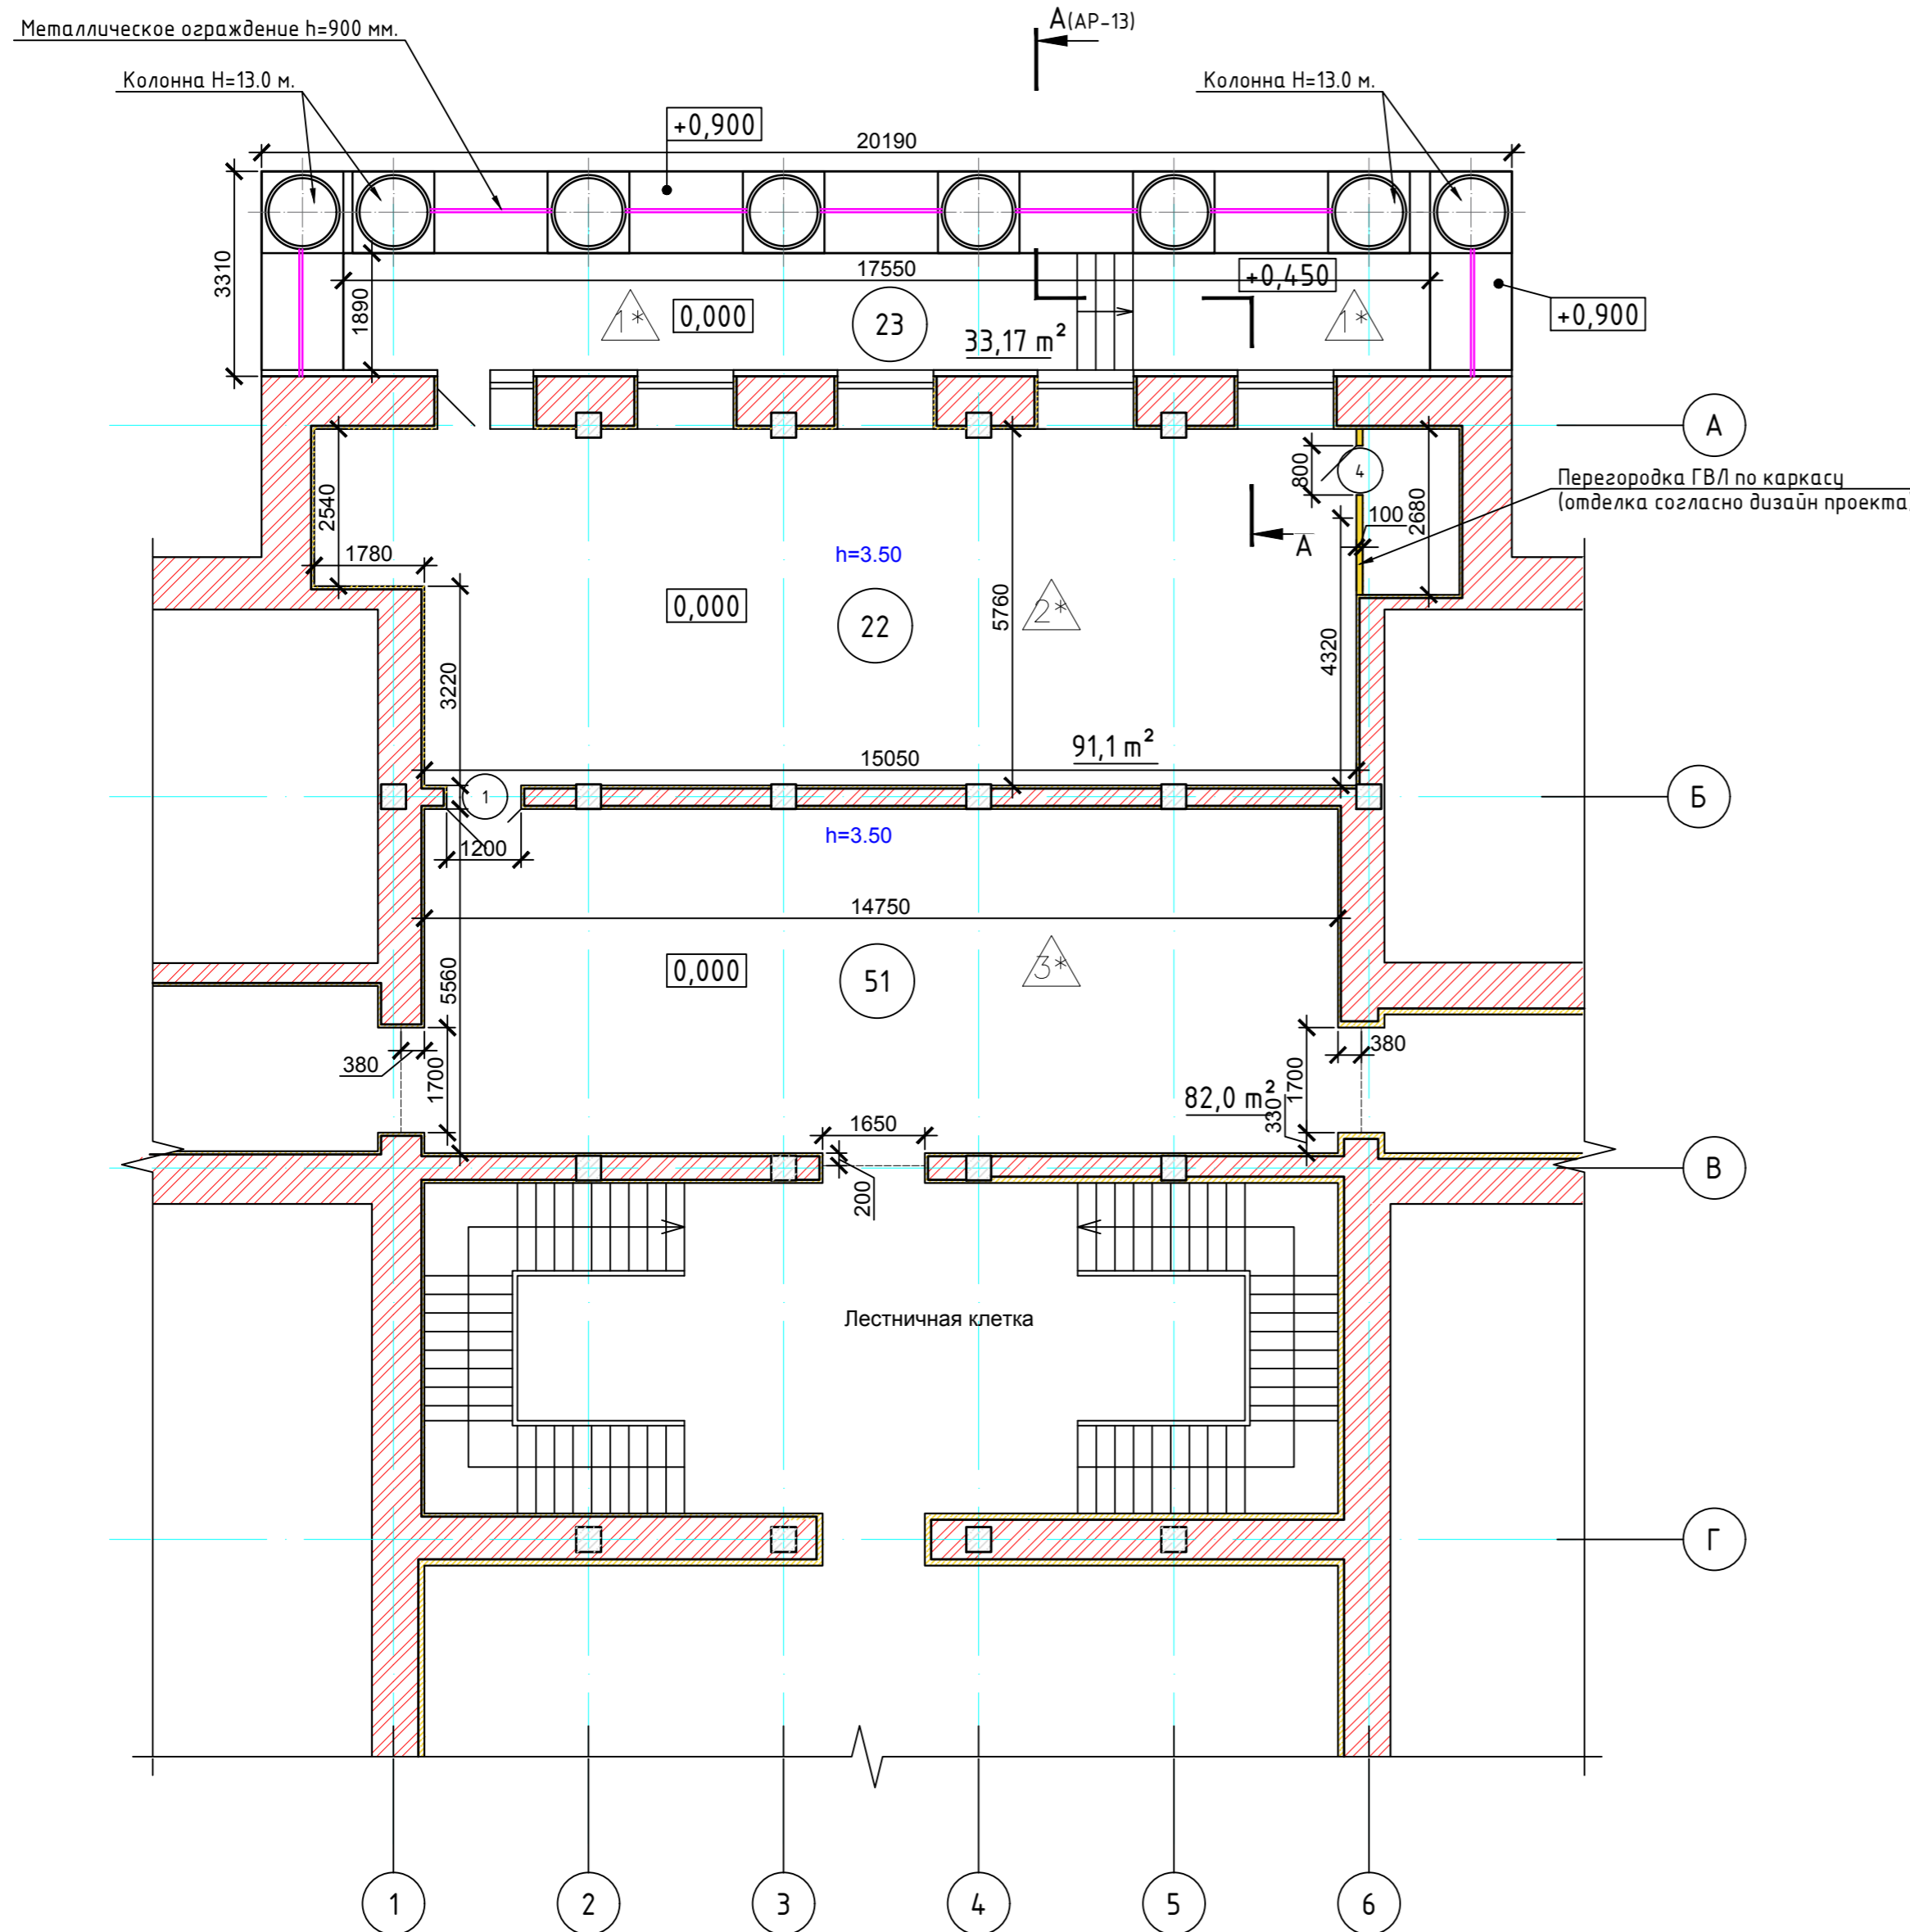 А(АР-13)
Металлическое ограждение h=900 мм.
Колонна Н=13.0 м.
Колонна Н=13.0 м.
+0,900
20190
3310
1890
17550
+0,450
1*
0,000
23
33,17 m²
1*
+0,900
А
800
4
Перегородка ГВЛ по каркасу
(отделка согласно дизайн проекта)
2540
2680
100
А
1780
h=3.50
0,000
22
5760
2*
4320
3220
91,1 m²
15050
1
Б
h=3.50
1200
14750
0,000
51
3*
5560
380
1700
380
1700
82,0 m²
330
1650
В
200
Лестничная клетка
Г
1
2
3
4
5
6